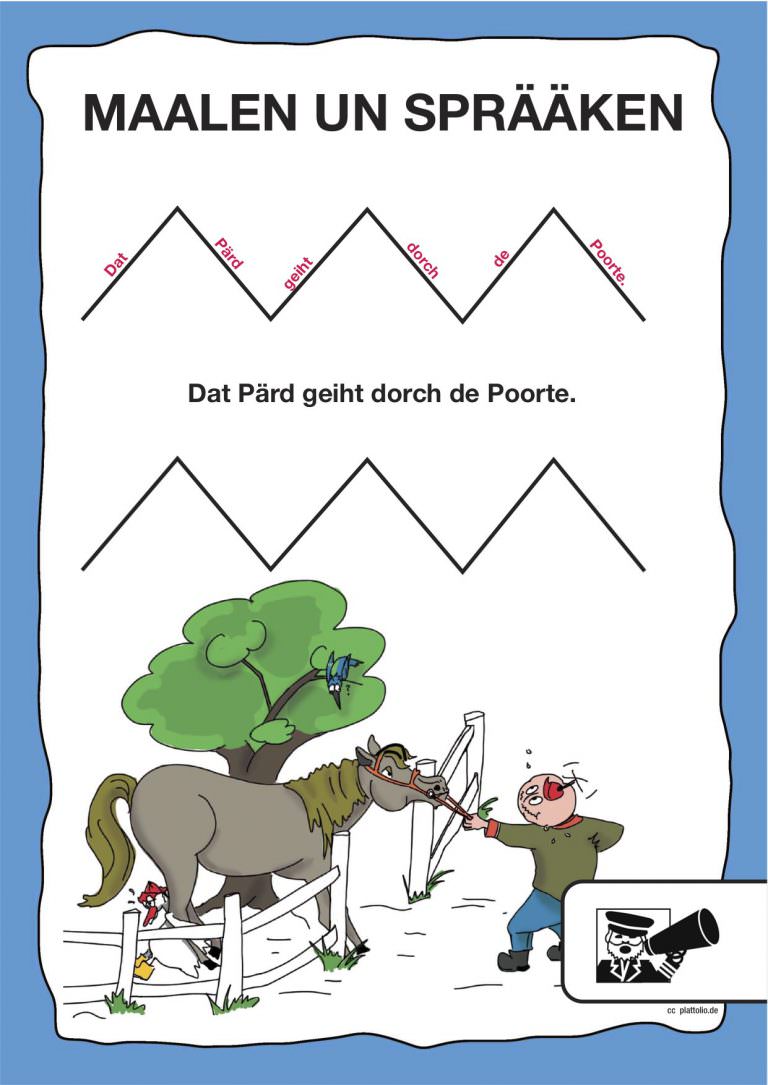 MAALEN UN SPRÄÄKEN
Dat Pärd geiht dorch de Poorte.
Dat Pärd geiht dorch de Poorte.
cc plattolio.de